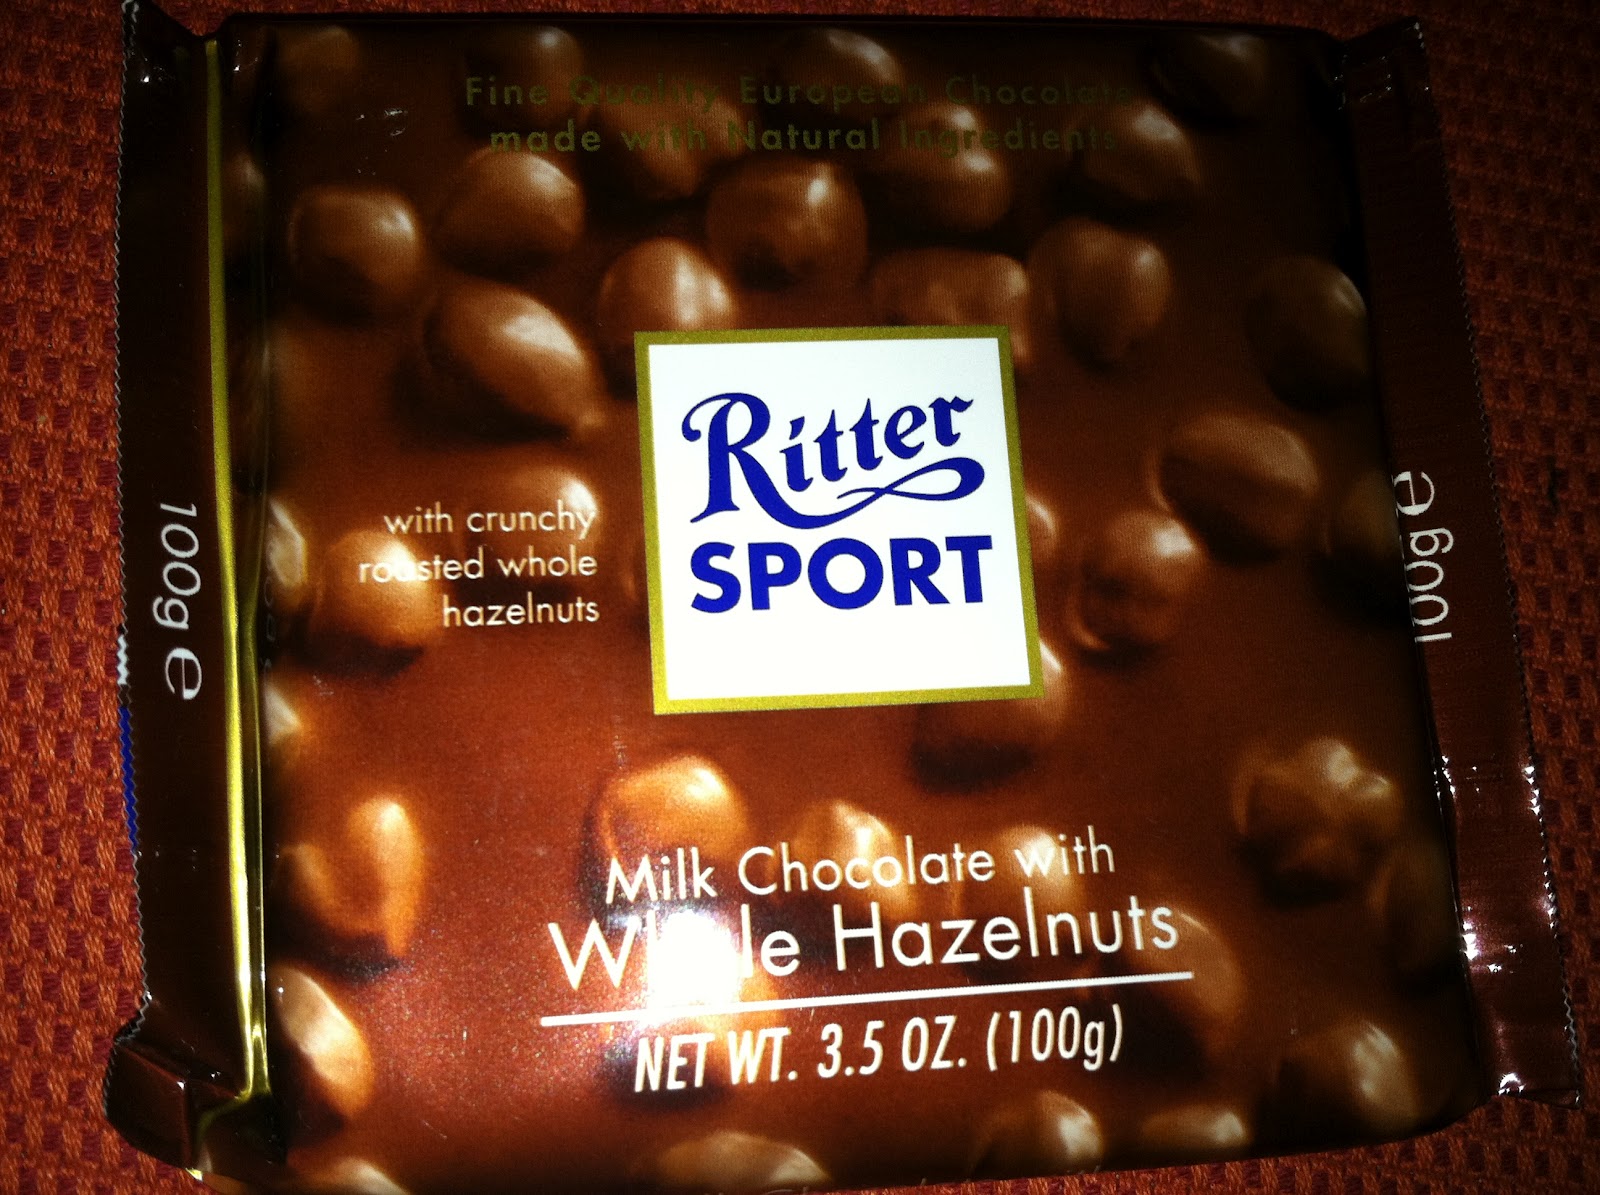 Fine Quality European Chocolate
made with Natural Ingredients
Ritter
SPORT
with crunchy
roasted whole
hazelnuts
100g e
100g e
Milk Chocolate with
Whole Hazelnuts
NET WT. 3.5 OZ. (100g)